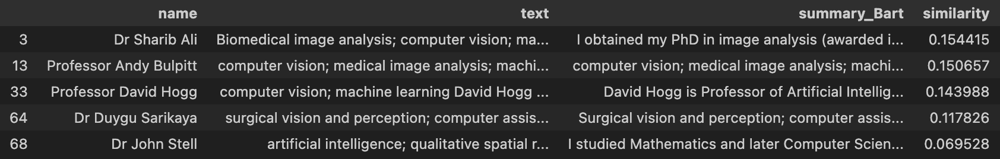 name text summary_Bart similarity
3 Dr Sharib Ali Biomedical image analysis; computer vision; ma... I obtained my PhD in image analysis (awarded i... 0.154415
13 Professor Andy Bulpitt computer vision; medical image analysis; machi... computer vision; medical image analysis; machi... 0.150657
33 Professor David Hogg computer vision; machine learning David Hogg ... David Hogg is Professor of Artificial Intellig... 0.143988
64 Dr Duygu Sarikaya surgical vision and perception; computer assis... Surgical vision and perception; computer assis... 0.117826
68 Dr John Stell artificial intelligence; qualitative spatial r... I studied Mathematics and later Computer Scien... 0.069528